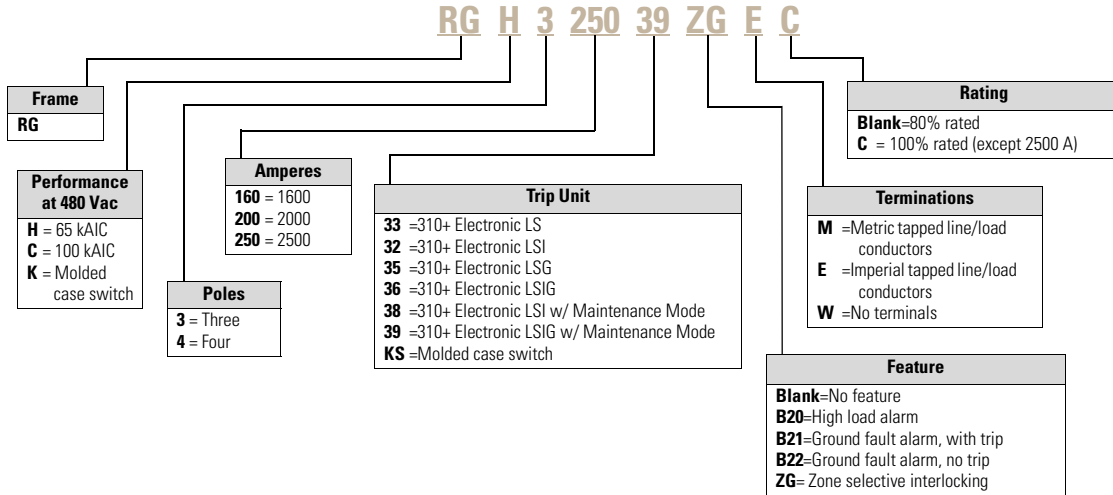 RG H 3 250 39 ZG E C
Frame
RG
Performance
at 480 Vac
H = 65 kAIC
C = 100 kAIC
K = Molded
case switch
Poles
3 = Three
4 = Four
Amperes
160 = 1600
200 = 2000
250 = 2500
Trip Unit
33 =310+ Electronic LS
32 =310+ Electronic LSI
35 =310+ Electronic LSG
36 =310+ Electronic LSIG
38 =310+ Electronic LSI w/ Maintenance Mode
39 =310+ Electronic LSIG w/ Maintenance Mode
KS =Molded case switch
Rating
Blank=80% rated
C = 100% rated (except 2500 A)
Terminations
M =Metric tapped line/load
conductors
E =Imperial tapped line/load
conductors
W =No terminals
Feature
Blank=No feature
B20=High load alarm
B21=Ground fault alarm, with trip
B22=Ground fault alarm, no trip
ZG= Zone selective interlocking